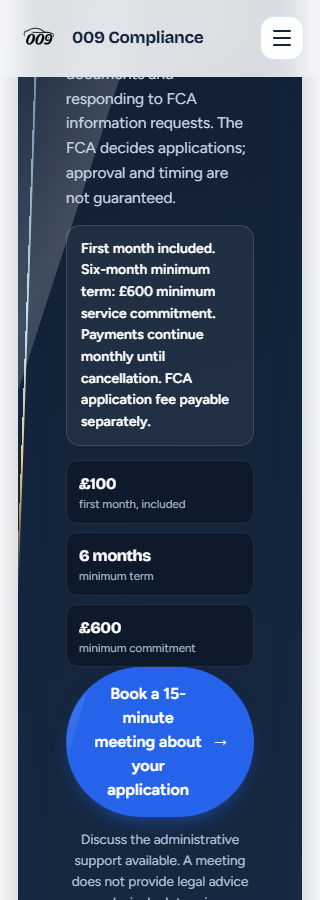 009 009 Compliance
documents and
responding to FCA
information requests. The
FCA decides applications;
approval and timing are
not guaranteed.
First month included.
Six-month minimum
term: £600 minimum
service commitment.
Payments continue
monthly until
cancellation. FCA
application fee payable
separately.
£100
first month, included
6 months
minimum term
£600
minimum commitment
Book a 15-
minute
meeting about →
your
application
Discuss the administrative
support available. A meeting
does not provide legal advice